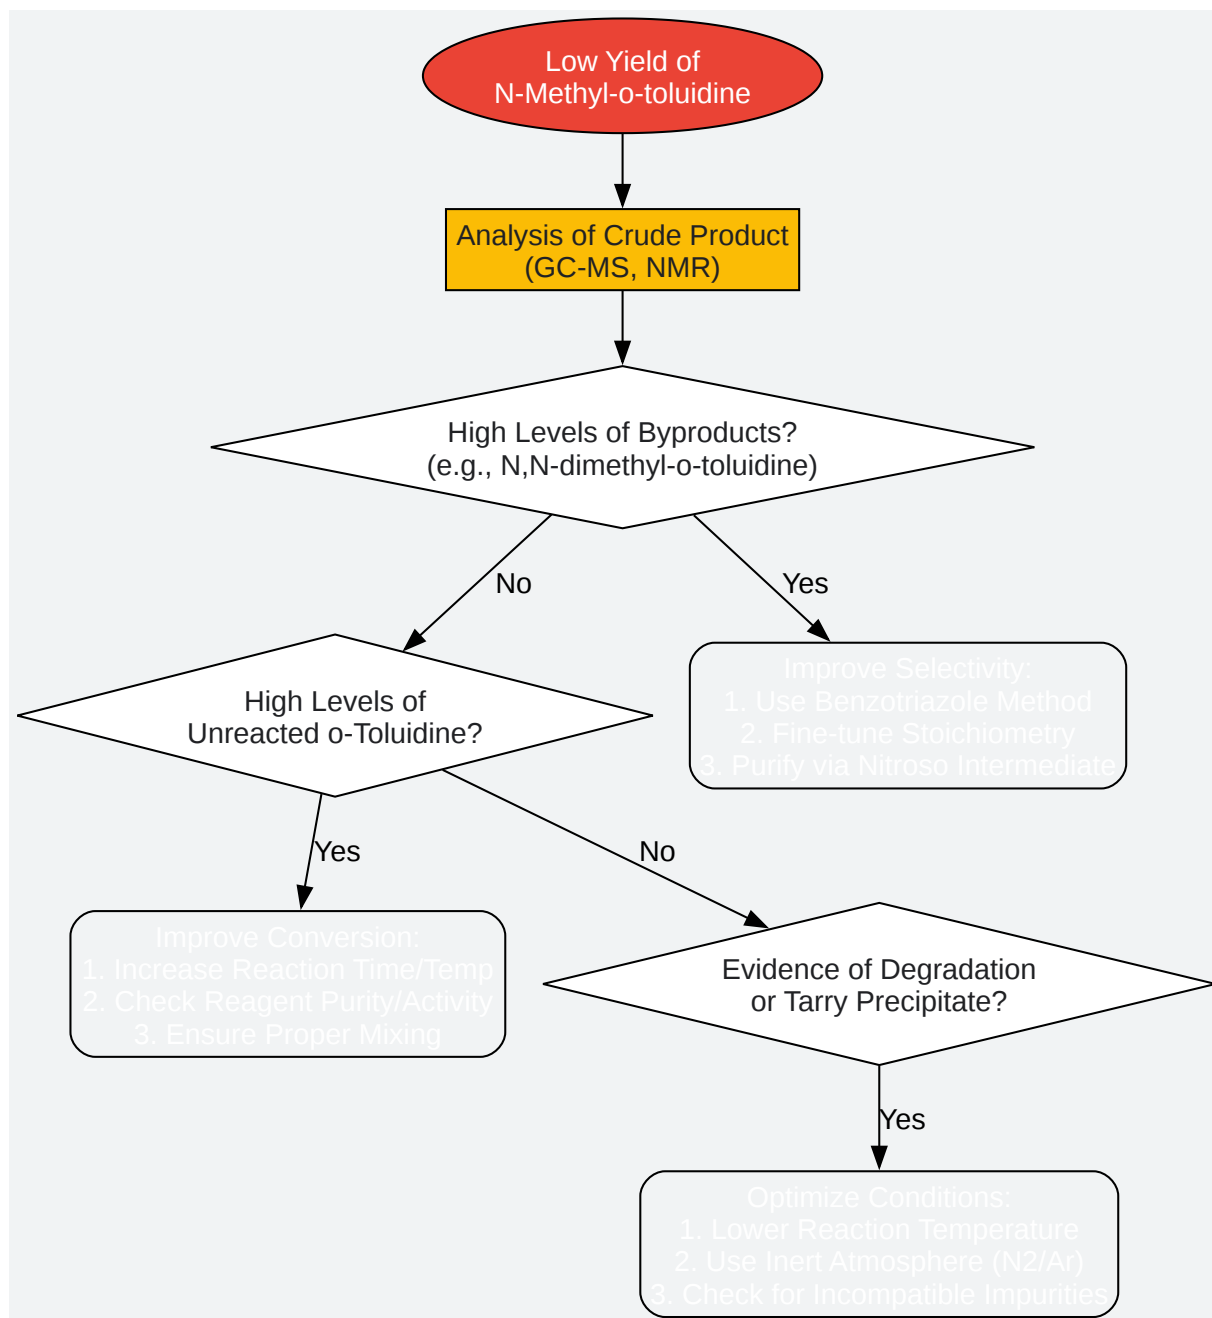 Low Yield of
N-Methyl-o-toluidine
Analysis of Crude Product
(GC-MS, NMR)
High Levels of Byproducts?
(e.g., N,N-dimethyl-o-toluidine)
No
Yes
High Levels of
Unreacted o-Toluidine?
Improve Selectivity:
1. Use Benzotriazole Method
2. Fine-tune Stoichiometry
3. Purify via Nitroso Intermediate
Yes
No
Improve Conversion:
1. Increase Reaction Time/Temp
2. Check Reagent Purity/Activity
3. Ensure Proper Mixing
Evidence of Degradation
or Tarry Precipitate?
Yes
Optimize Conditions:
1. Lower Reaction Temperature
2. Use Inert Atmosphere (N2/Ar)
3. Check for Incompatible Impurities